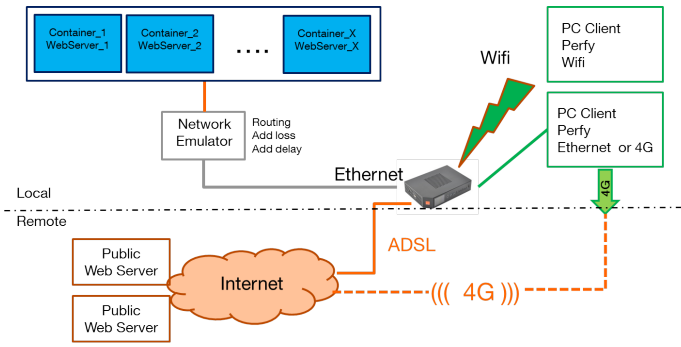 Container_1
WebServer_1
Container_2
WebServer_2
....
Container_X
WebServer_X
Wifi
PC Client
Perfy
Wifi
Network
Emulator
Routing
Add loss
Add delay
PC Client
Perfy
Ethernet or 4G
Ethernet
4G
Local
Remote
Public
Web Server
ADSL
Internet
((( 4G )))
Public
Web Server